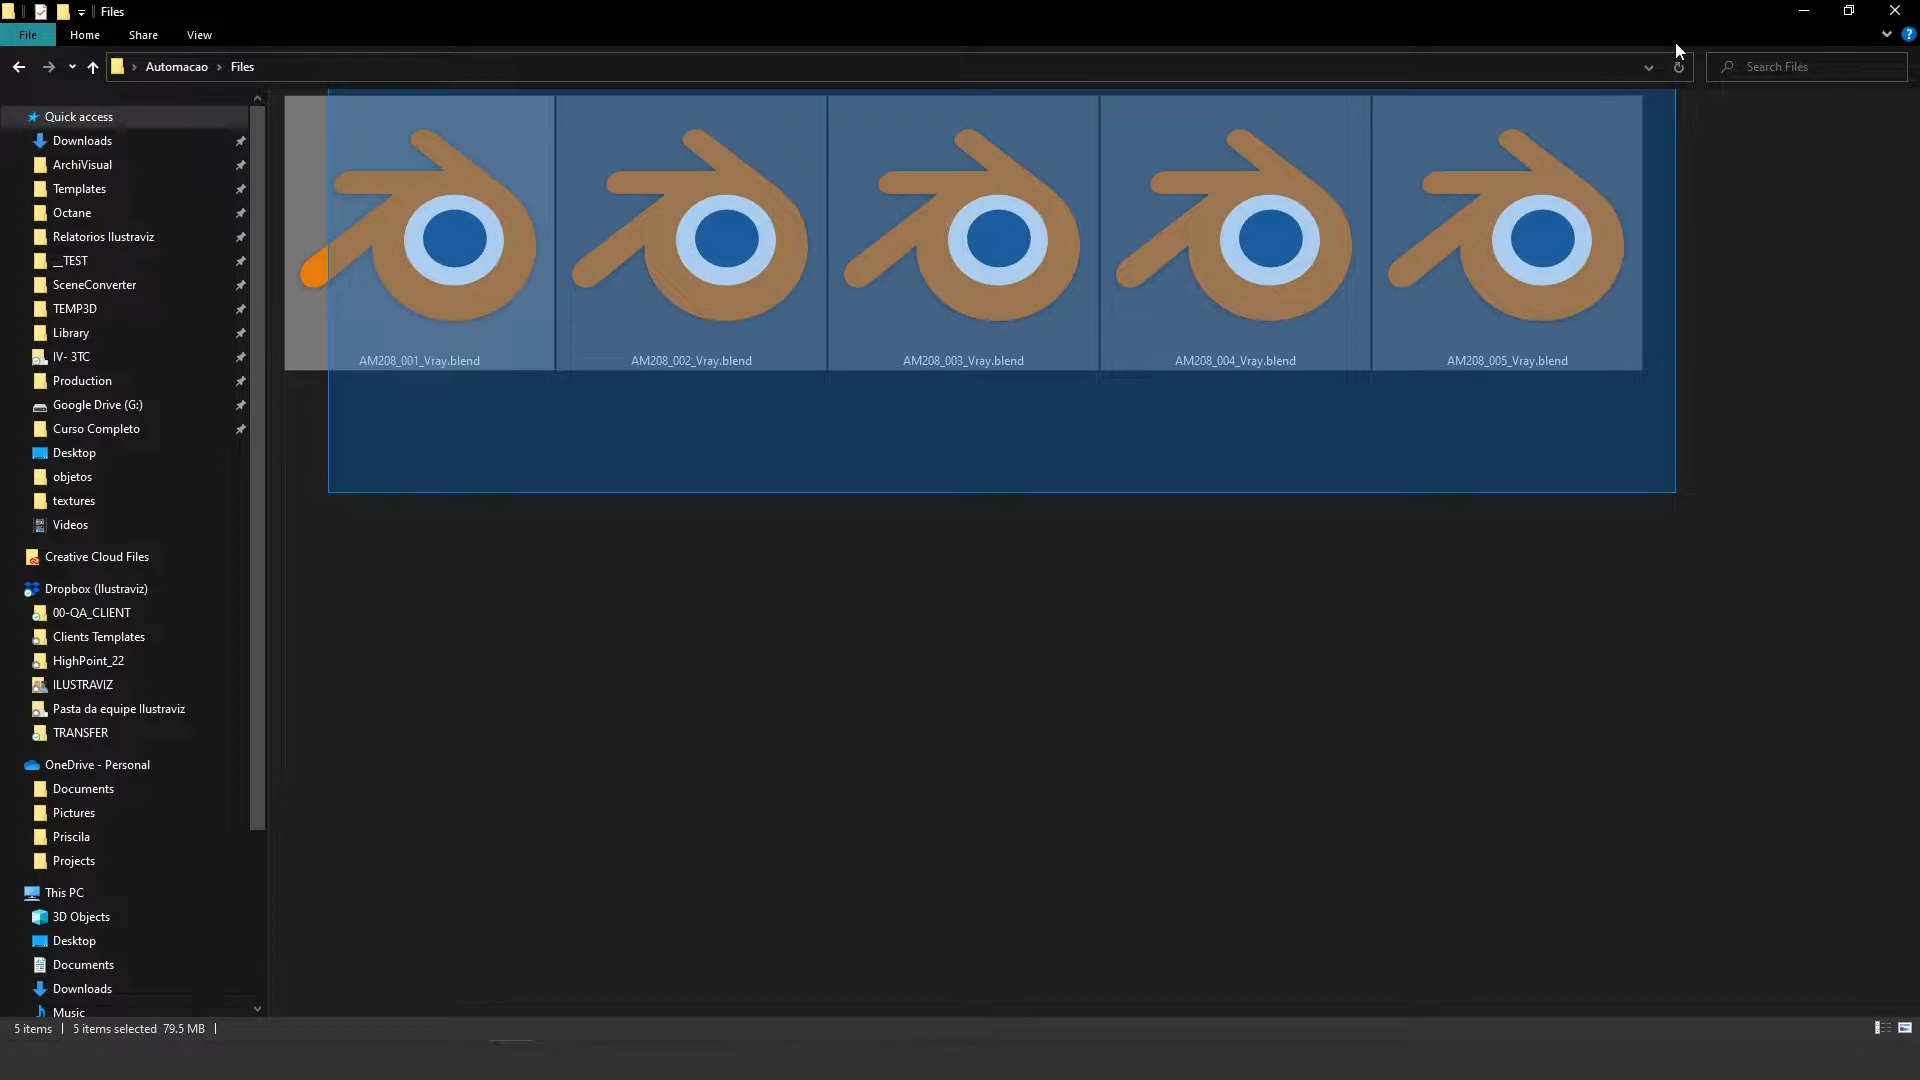 Files
File Home Share View
Automacao Files
Search Files
Quick access
Downloads
ArchiVisual
Templates
Octane
Relatorios Ilustraviz
__TEST
SceneConverter
TEMP3D
Library
IV- 3TC
Production
Google Drive (G:)
Curso Completo
Desktop
objetos
textures
Videos
Creative Cloud Files
Dropbox (Ilustraviz)
00-QA_CLIENT
Clients Templates
HighPoint_22
ILUSTRAVIZ
Pasta da equipe Ilustraviz
TRANSFER
OneDrive - Personal
Documents
Pictures
Priscila
Projects
This PC
3D Objects
Desktop
Documents
Downloads
Music
AM208_001_Vray.blend
AM208_002_Vray.blend
AM208_003_Vray.blend
AM208_004_Vray.blend
AM208_005_Vray.blend
5 items | 5 items selected 79.5 MB |